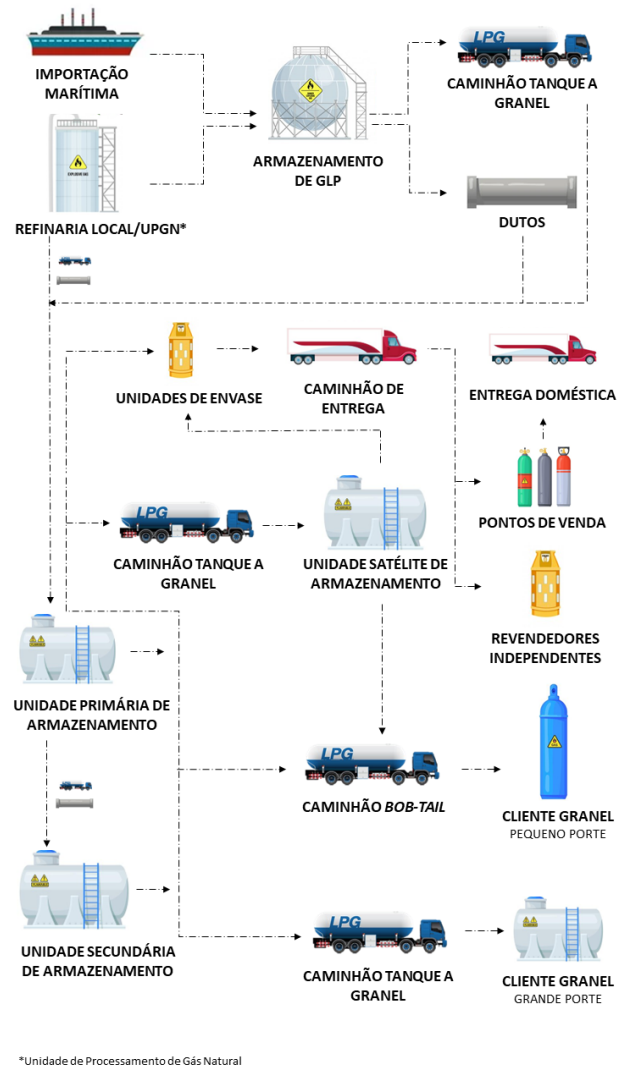 LPG
IMPORTAÇÃO
MARÍTIMA
CAMINHÃO TANQUE A
GRANEL
ARMAZENAMENTO
DE GLP
REFINARIA LOCAL/UPGN*
DUTOS
UNIDADES DE ENVASE
CAMINHÃO DE
ENTREGA
ENTREGA DOMÉSTICA
LPG
CAMINHÃO TANQUE A
GRANEL
UNIDADE SATÉLITE DE
ARMAZENAMENTO
PONTOS DE VENDA
REVENDEDORES
INDEPENDENTES
UNIDADE PRIMÁRIA DE
ARMAZENAMENTO
LPG
CAMINHÃO BOB-TAIL
CLIENTE GRANEL
PEQUENO PORTE
UNIDADE SECUNDÁRIA
DE ARMAZENAMENTO
LPG
CAMINHÃO TANQUE A
GRANEL
CLIENTE GRANEL
GRANDE PORTE
*Unidade de Processamento de Gás Natural